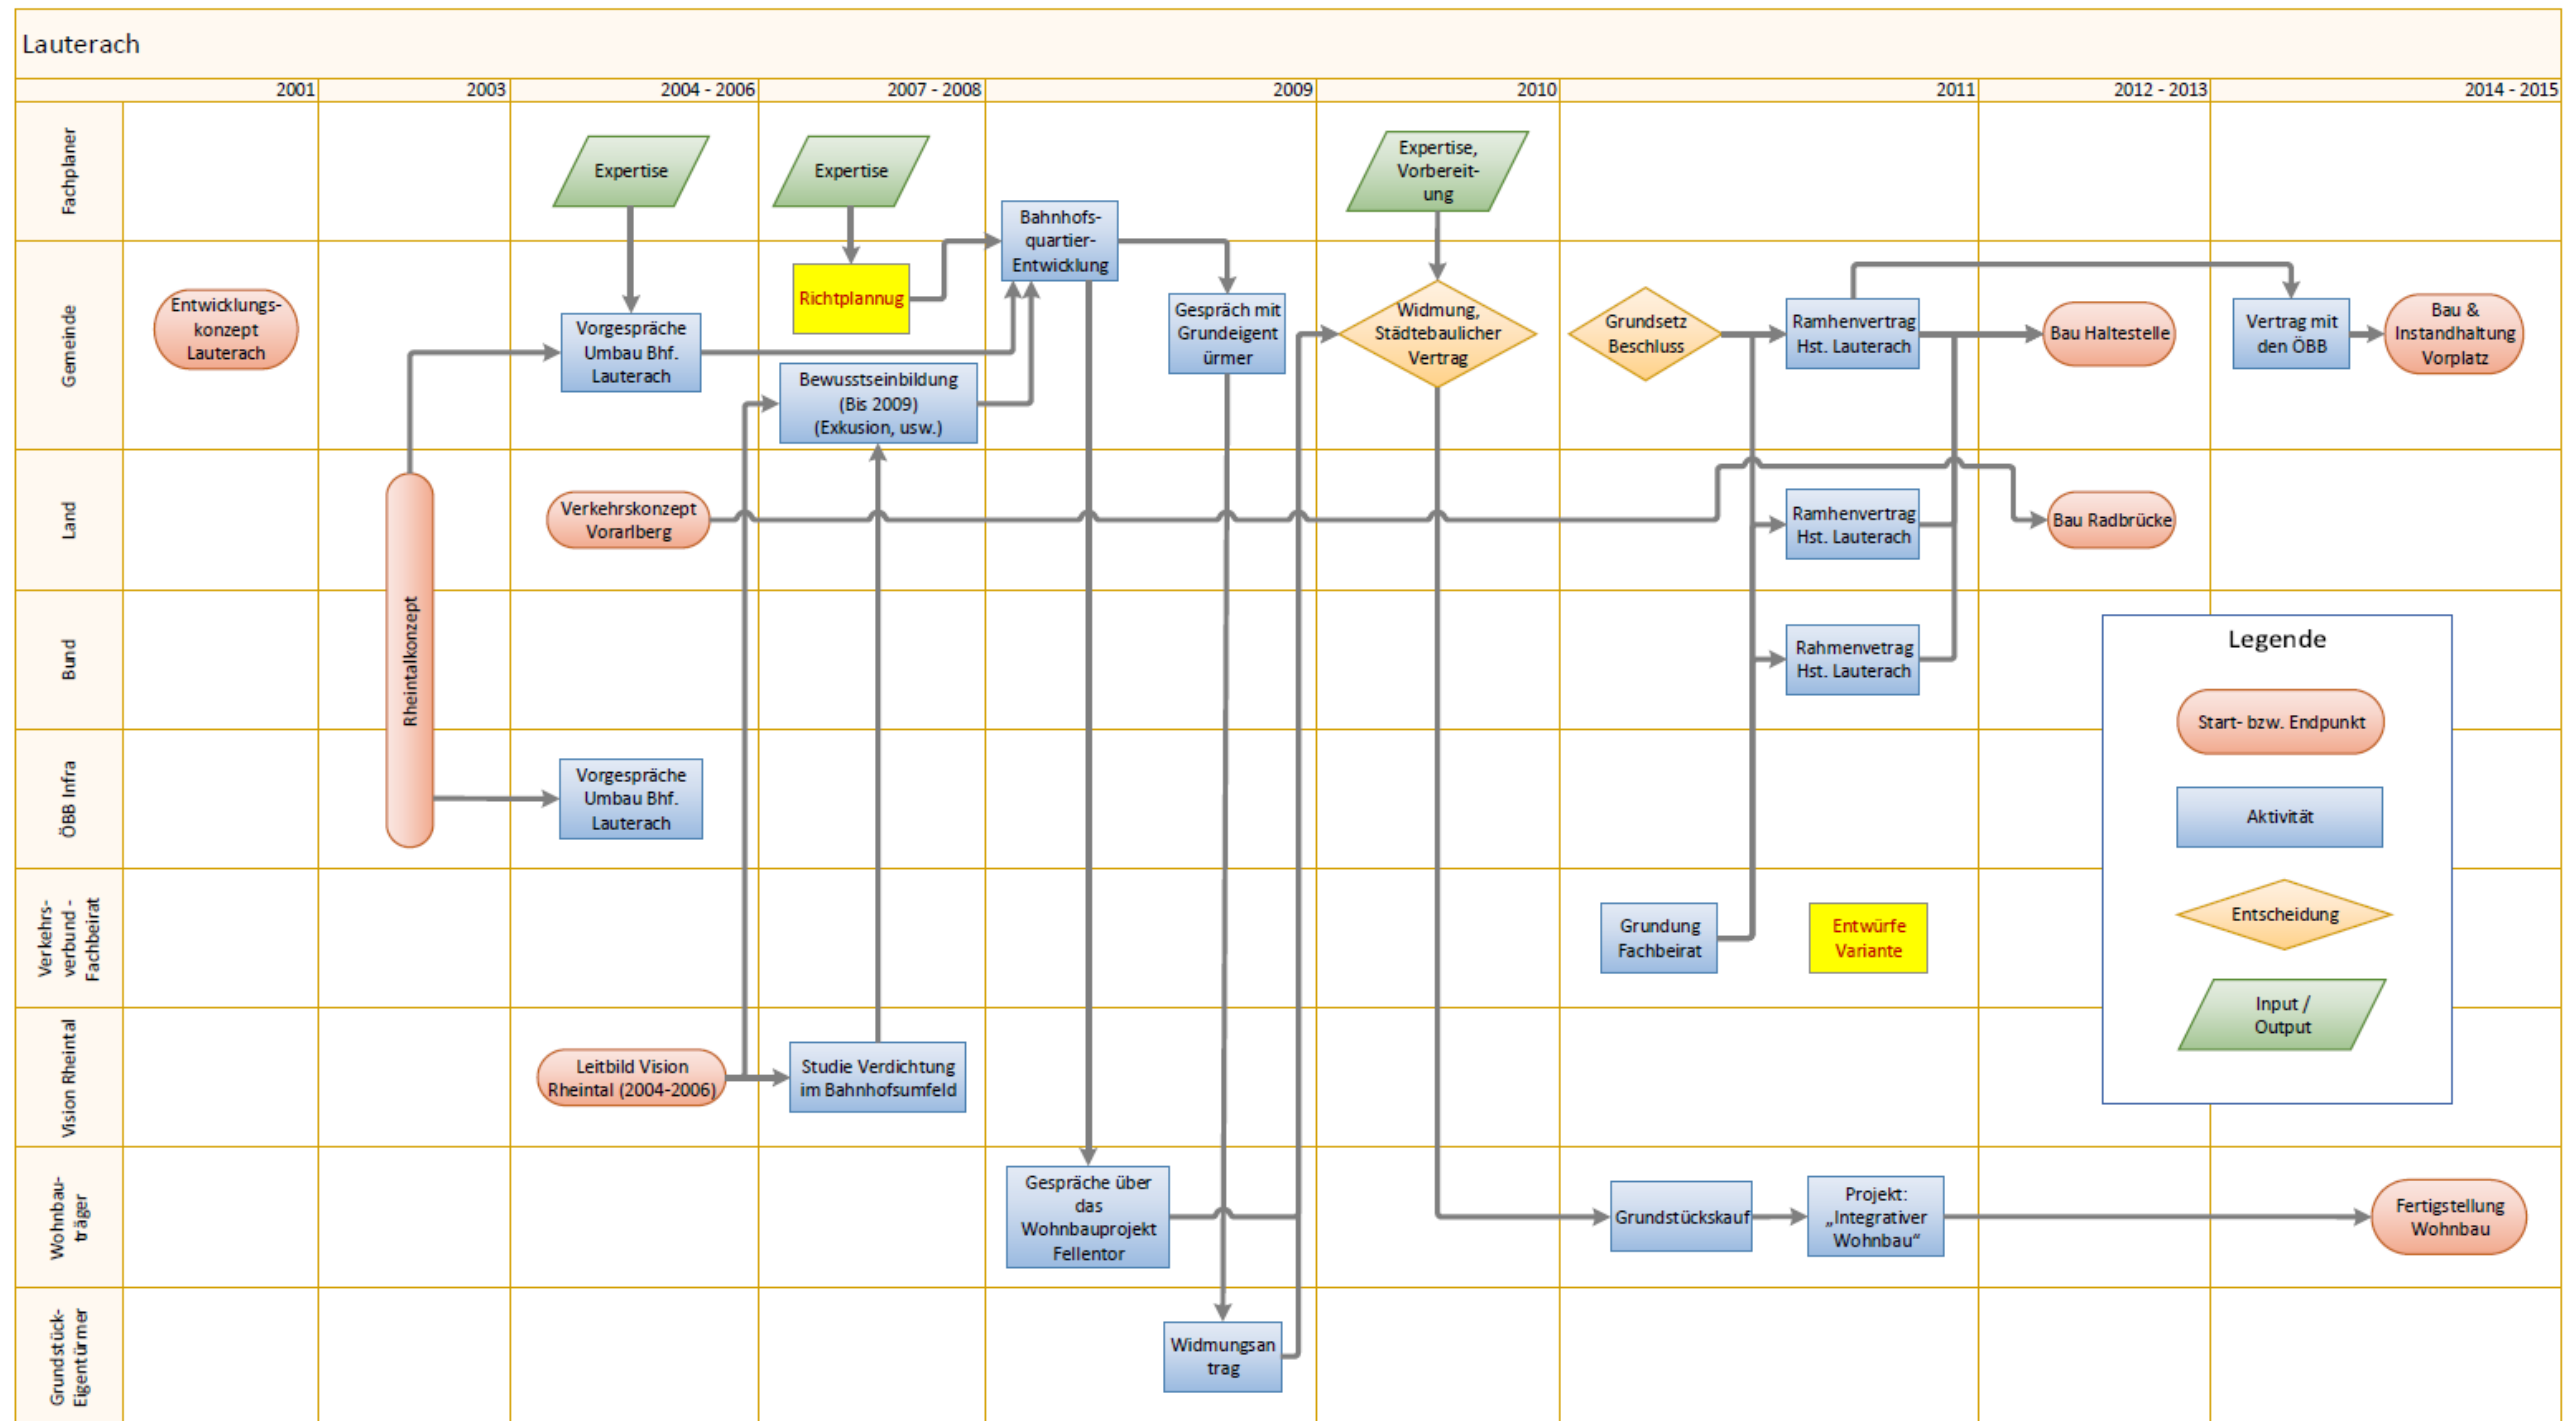 Lauterach
2001
2003
2004 - 2006
2007 - 2008
2009
2010
2011
2012 - 2013
2014 - 2015
Fachplaner
Expertise
Expertise
Expertise,
Vorbereit-
ung
Bahnhofs-
quartier-
Entwicklung
Gemeinde
Entwicklungs-
konzept
Lauterach
Vorgespräche
Umbau Bhf.
Lauterach
Richtplannug
Bewusstseinbildung
(Bis 2009)
(Exkusion, usw.)
Gespräch mit
Grundeigent
ürmer
Widmung,
Städtebaulicher
Vertrag
Grundsetz
Beschluss
Ramhenvertrag
Hst. Lauterach
Bau Haltestelle
Vertrag mit
den ÖBB
Bau &
Instandhaltung
Vorplatz
Land
Verkehrskonzept
Vorarlberg
Ramhenvertrag
Hst. Lauterach
Bau Radbrücke
Bund
Rheintalkonzept
Rahmenvetrag
Hst. Lauterach
ÖBB Infra
Vorgespräche
Umbau Bhf.
Lauterach
Verkehrs-
verbund -
Fachbeirat
Grundung
Fachbeirat
Entwürfe
Variante
Vision Rheintal
Leitbild Vision
Rheintal (2004-2006)
Studie Verdichtung
im Bahnhofsumfeld
Wohnbau-
träger
Gespräche über
das
Wohnbauprojekt
Fellentor
Grundstückskauf
Projekt:
„Integrativer
Wohnbau“
Fertigstellung
Wohnbau
Grundstück-
Eigentürmer
Widmungsan
trag
Legende
Start- bzw. Endpunkt
Aktivität
Entscheidung
Input /
Output